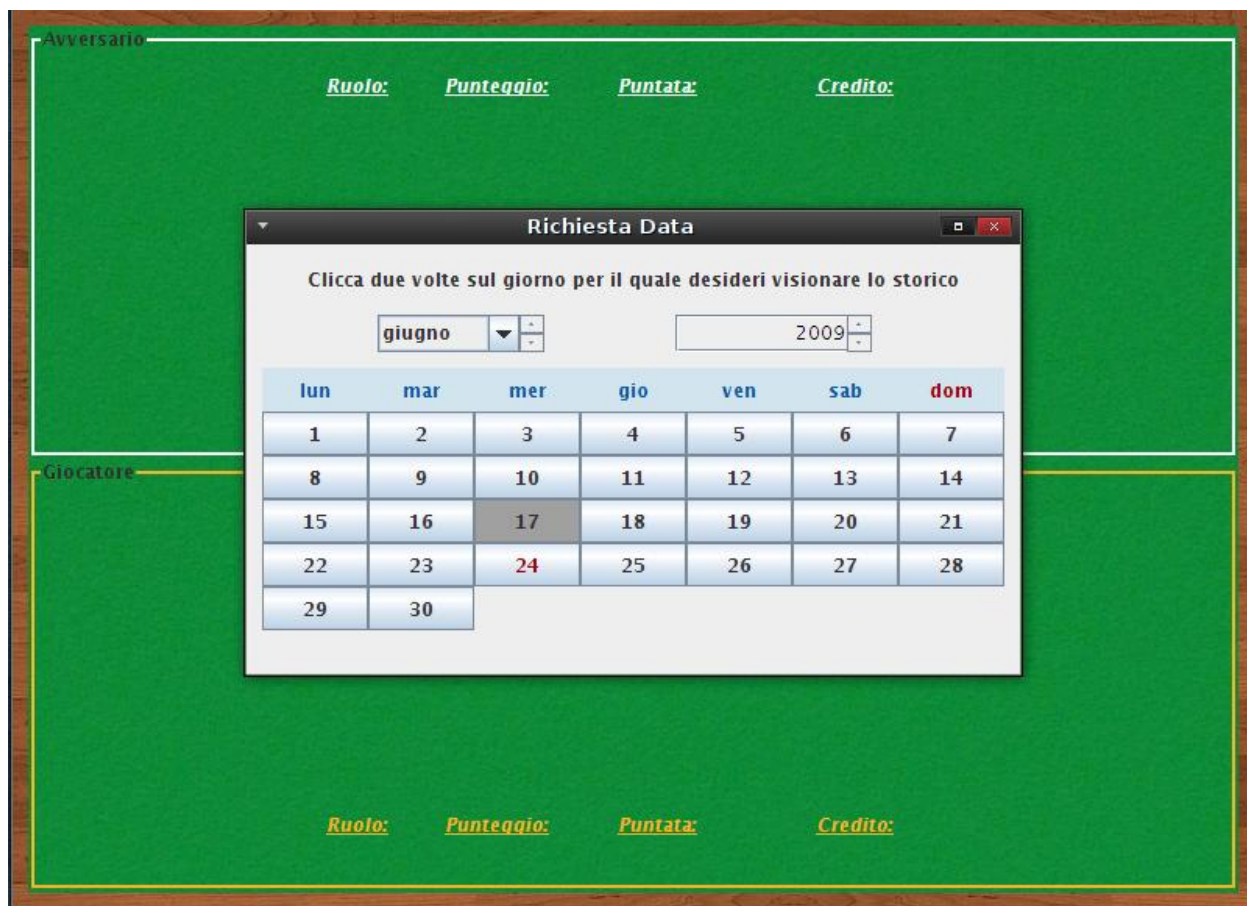 Avversario
Ruolo: Punteggio: Puntata: Credito:
Richiesta Data
Clicca due volte sul giorno per il quale desideri visionare lo storico
giugno 2009
lun mar mer gio ven sab dom
1 2 3 4 5 6 7
8 9 10 11 12 13 14
15 16 17 18 19 20 21
22 23 24 25 26 27 28
29 30
Giocatore
Ruolo: Punteggio: Puntata: Credito: